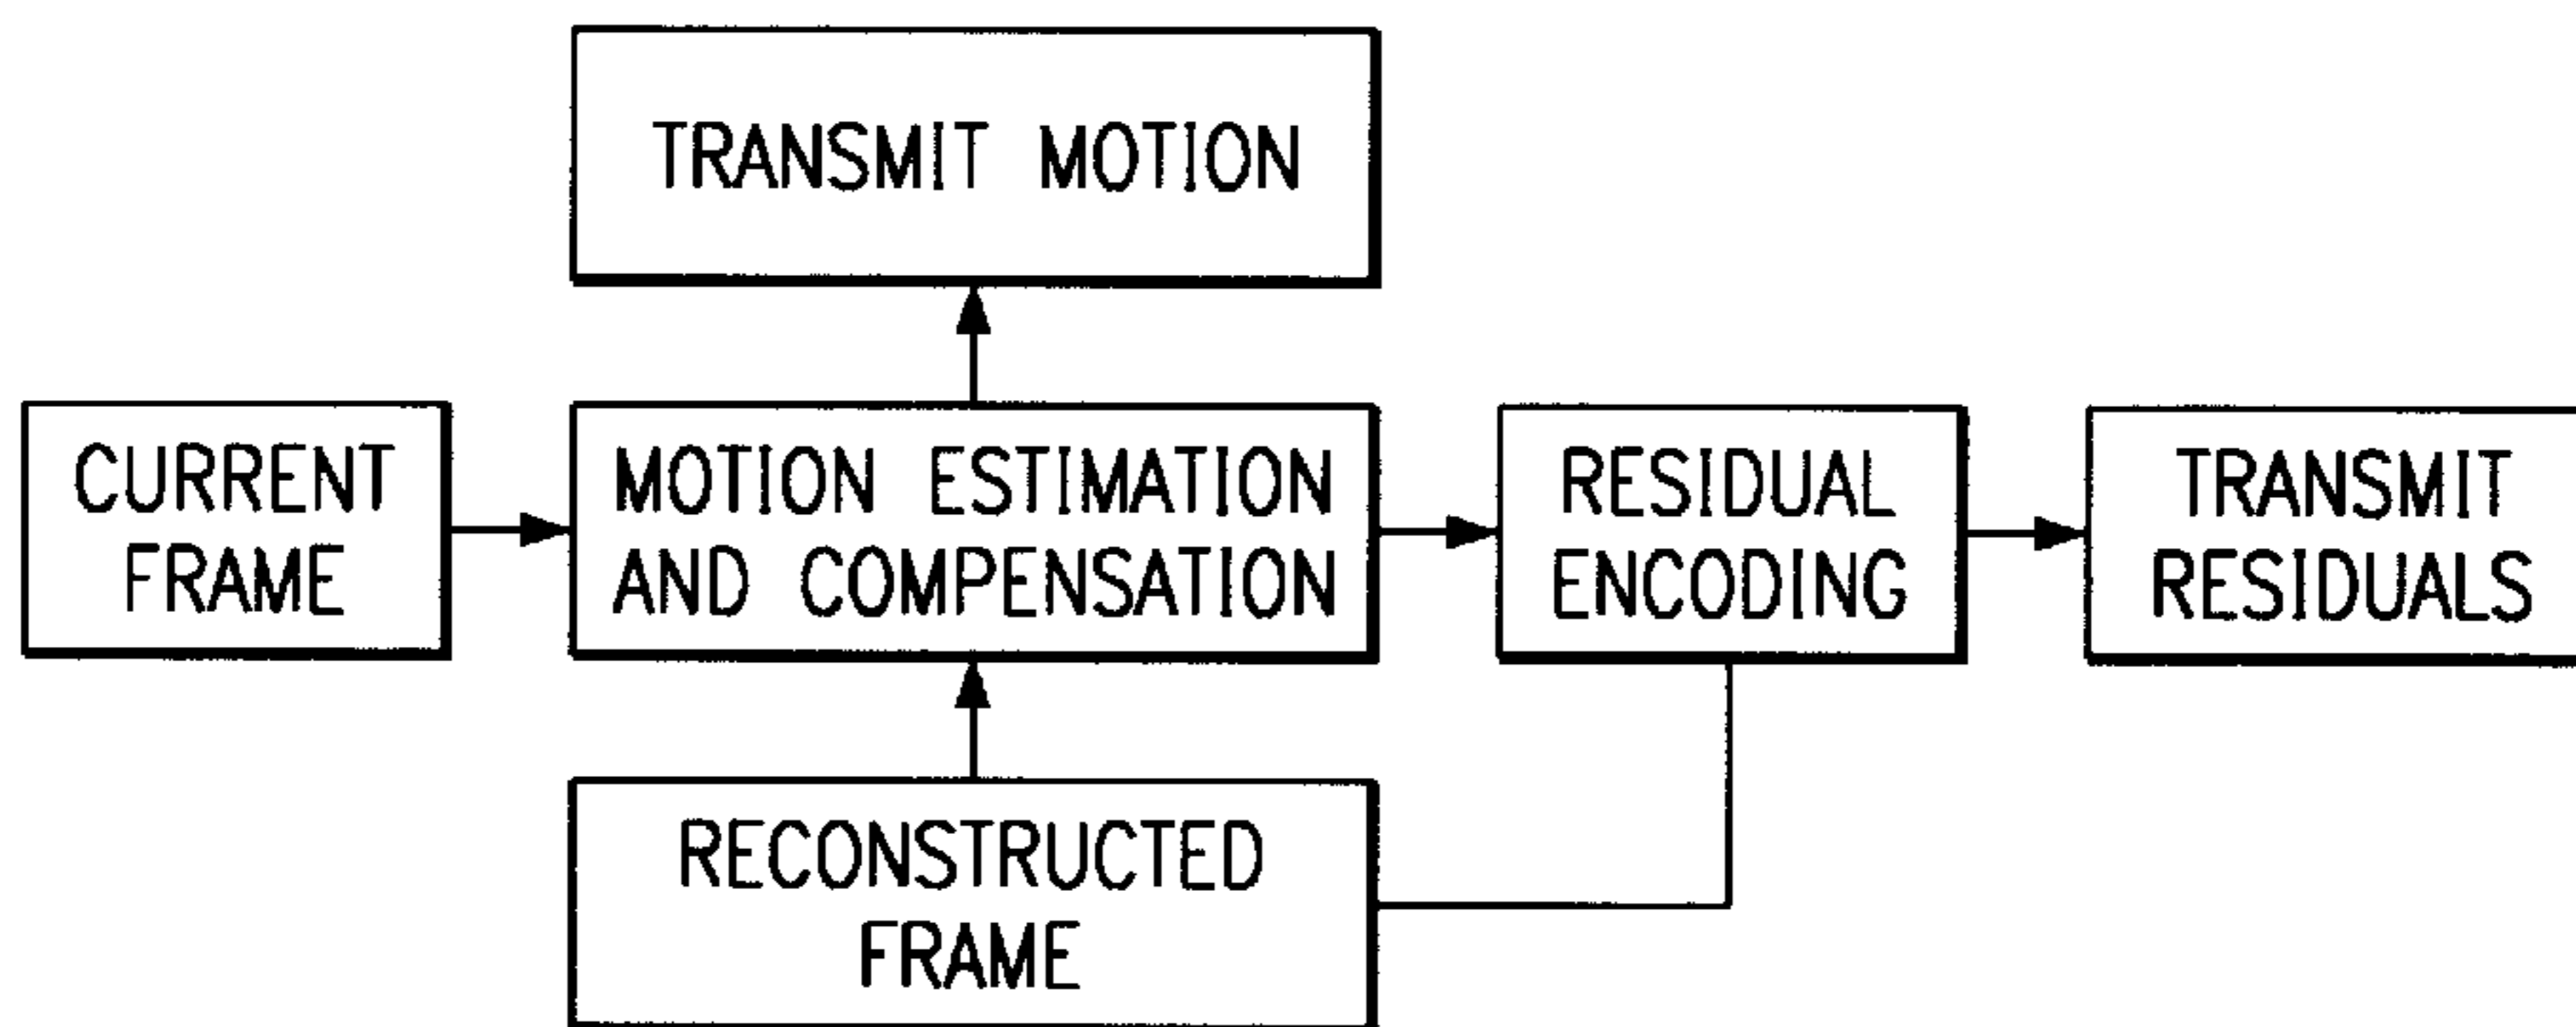 TRANSMIT MOTION
CURRENT
FRAME
MOTION ESTIMATION
AND COMPENSATION
RESIDUAL
ENCODING
TRANSMIT
RESIDUALS
RECONSTRUCTED
FRAME